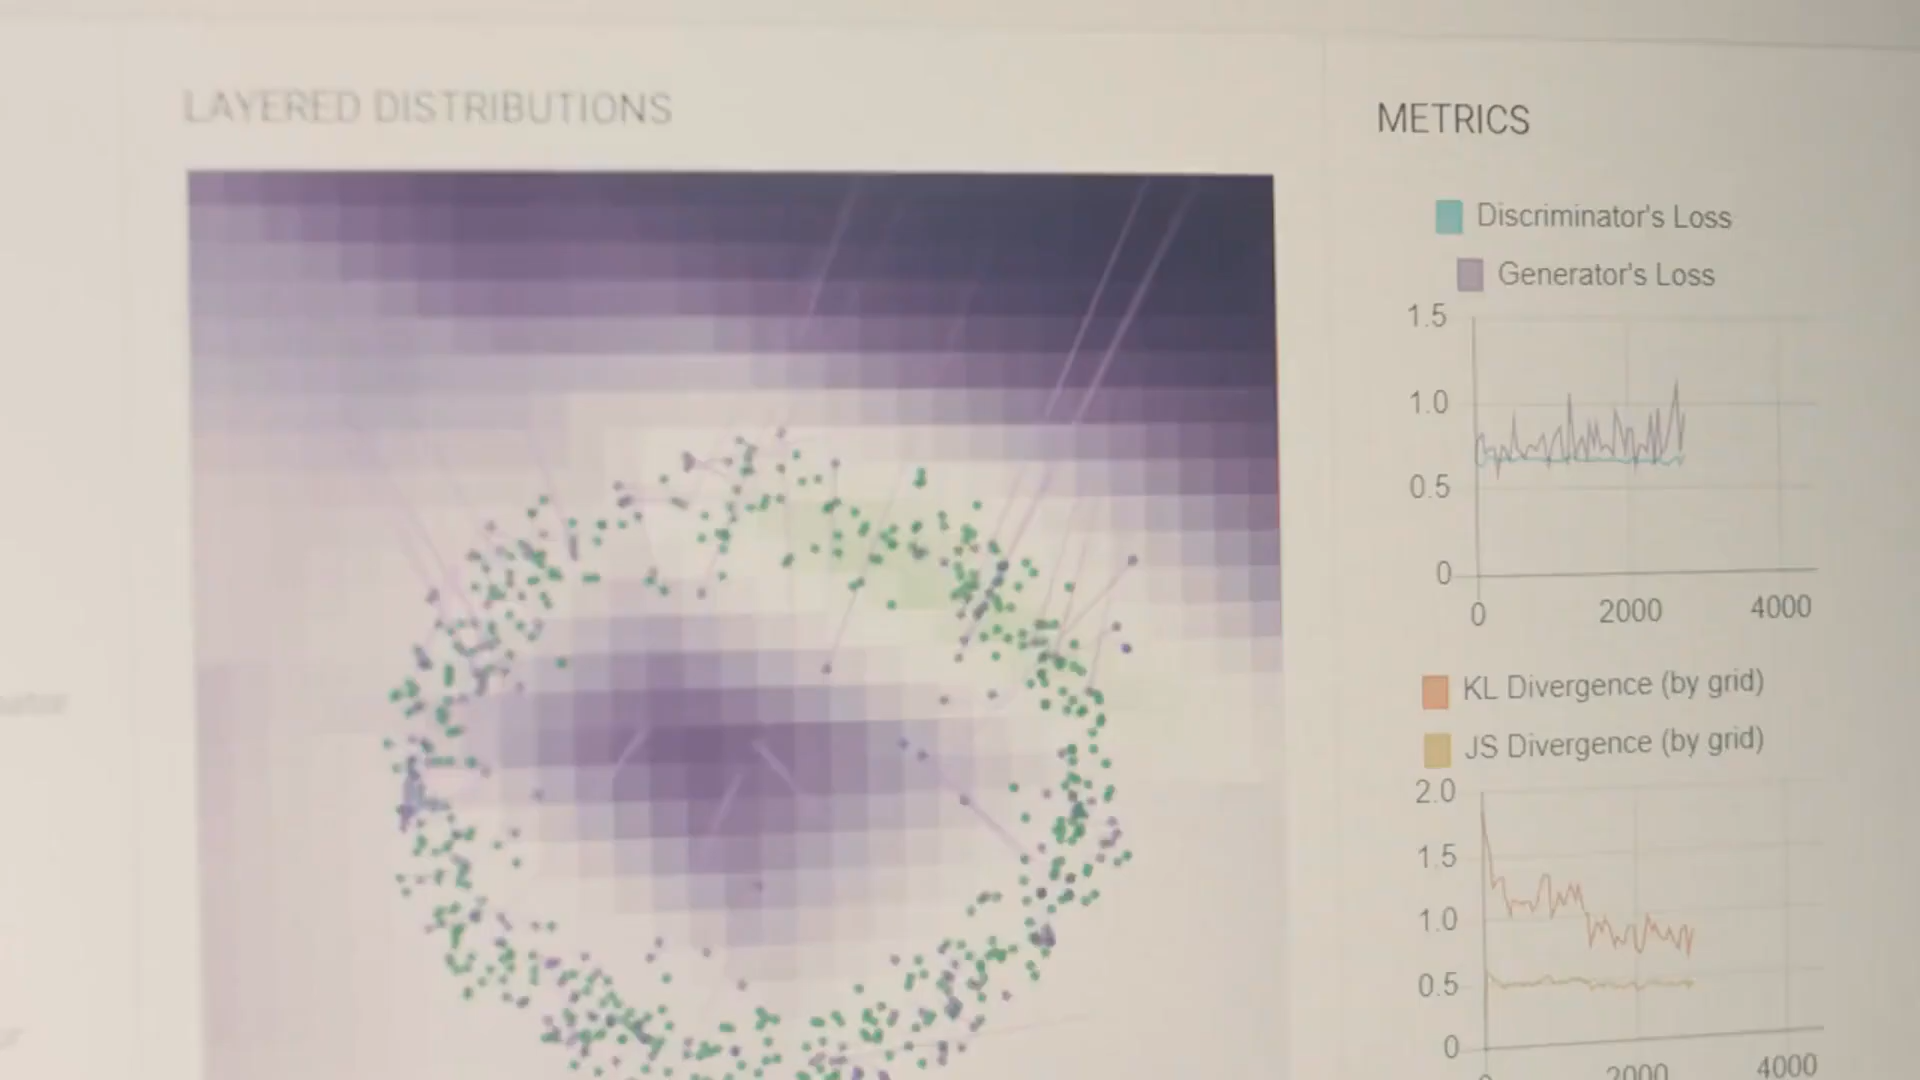 LAYERED DISTRIBUTIONS
METRICS
Discriminator's Loss
Generator's Loss
1.5
1.0
0.5
0
0 2000 4000
KL Divergence (by grid)
JS Divergence (by grid)
2.0
1.5
1.0
0.5
0
2000 4000